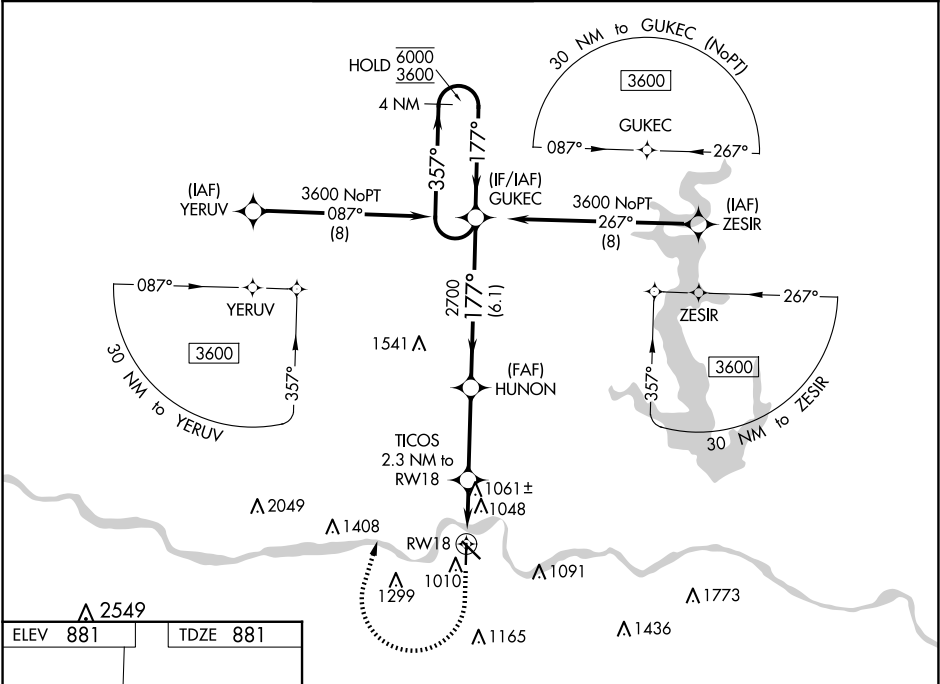 30 NM to GUKEC (NoPT)
3600
GUKEC
087°
267°
HOLD
6000
3600
4 NM
357°
177°
(IF/IAF)
GUKEC
(IAF)
YERUV
3600 NoPT
087°
(8)
3600 NoPT
267°
(8)
(IAF)
ZESIR
087°
YERUV
3600
357°
30 NM to YERUV
2700
177°
(6.1)
267°
ZESIR
3600
357°
30 NM to ZESIR
1541
(FAF)
HUNON
TICOS
2.3 NM to
RW18
1061±
1048
2049
1408
RW18
1010
1299
1091
1773
1165
1436
2549
ELEV 881
TDZE 881